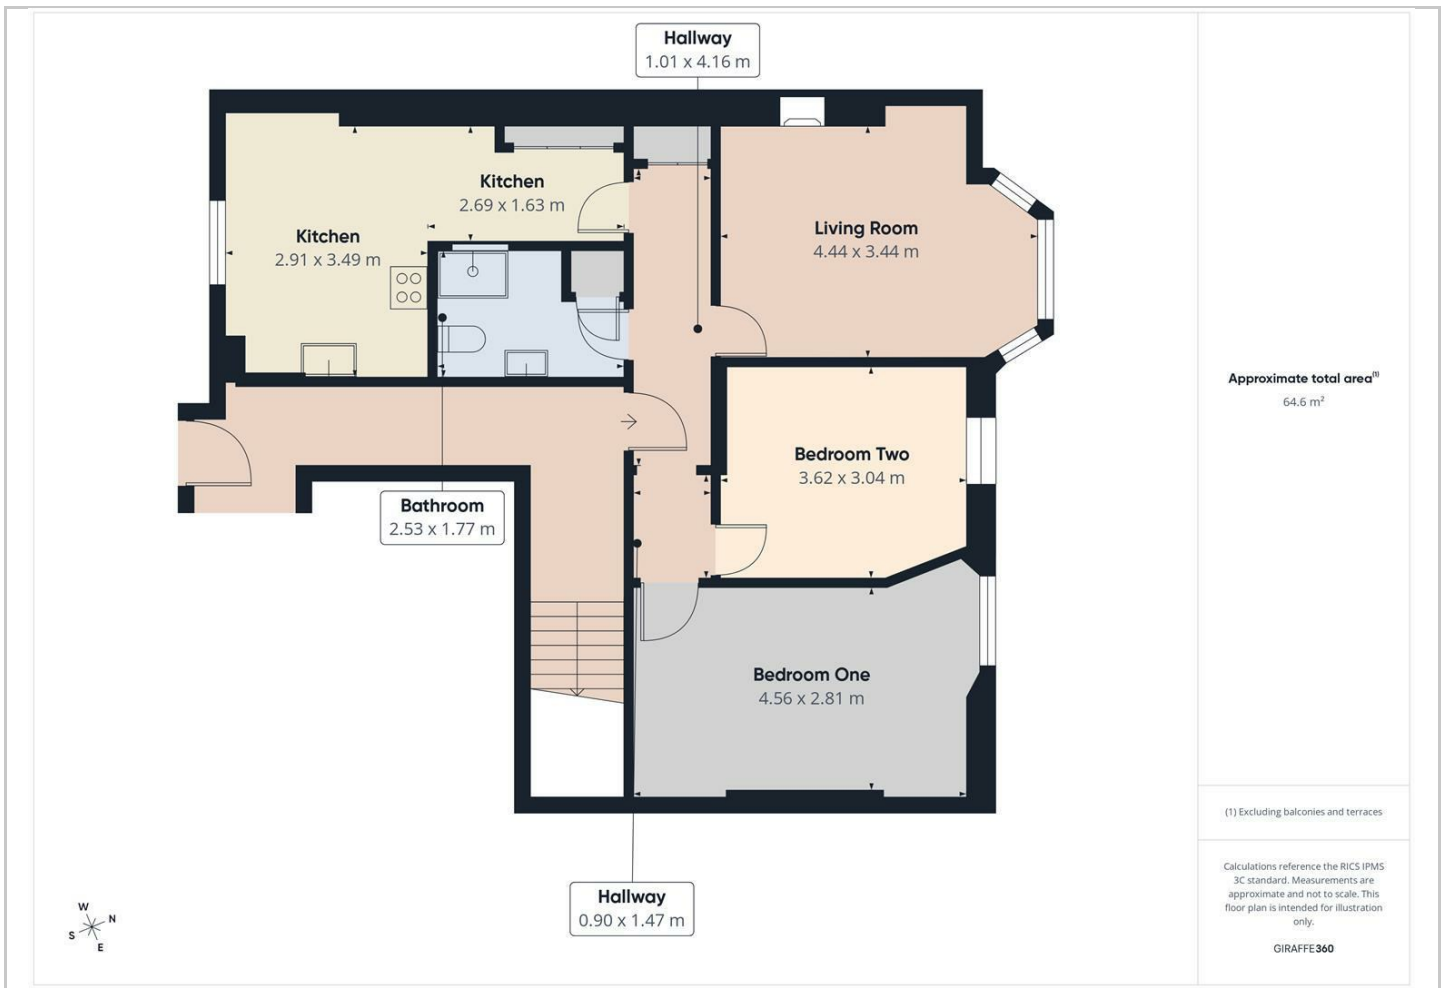 Hallway
1.01 x 4.16 m
Kitchen
2.69 x 1.63 m
Kitchen
2.91 x 3.49 m
Living Room
4.44 x 3.44 m
Bedroom Two
3.62 x 3.04 m
Bathroom
2.53 x 1.77 m
Bedroom One
4.56 x 2.81 m
Hallway
0.90 x 1.47 m
W
N
S
E
Approximate total area(1)
64.6 m²
(1) Excluding balconies and terraces
Calculations reference the RICS IPMS
3C standard. Measurements are
approximate and not to scale. This
floor plan is intended for illustration
only.
GIRAFFE360